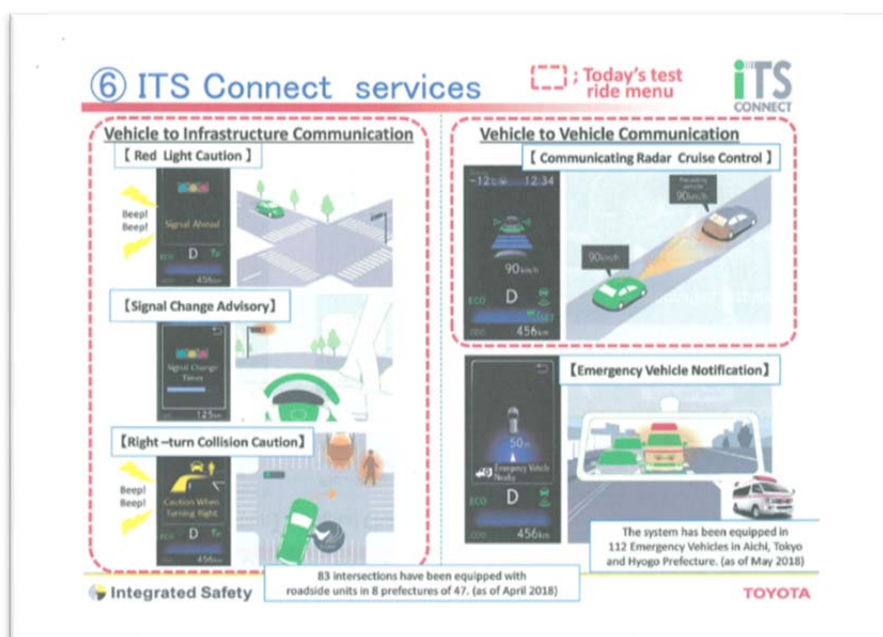 ⑥ ITS Connect services
; Today's test
ride menu
iTS
CONNECT
Vehicle to Infrastructure Communication
【 Red Light Caution 】
Beep!
Beep!
Signal Ahead
D
456km
【Signal Change Advisory】
Signal Change
Timer
125km
【Right –turn Collision Caution】
Beep!
Beep!
Caution When
Turning Right
ECO
D
456km
Vehicle to Vehicle Communication
【 Communicating Radar Cruise Control 】
-12℃
12:34
90km/h
ECO
D
ODO
456km
Preceding
vehicle
90km/h
90km/h
【Emergency Vehicle Notification】
50m
Emergency Vehicle
Nearby
ECO
D
ODO
456km
The system has been equipped in
112 Emergency Vehicles in Aichi, Tokyo
and Hyogo Prefecture. (as of May 2018)
83 intersections have been equipped with
roadside units in 8 prefectures of 47. (as of April 2018)
Integrated Safety
TOYOTA